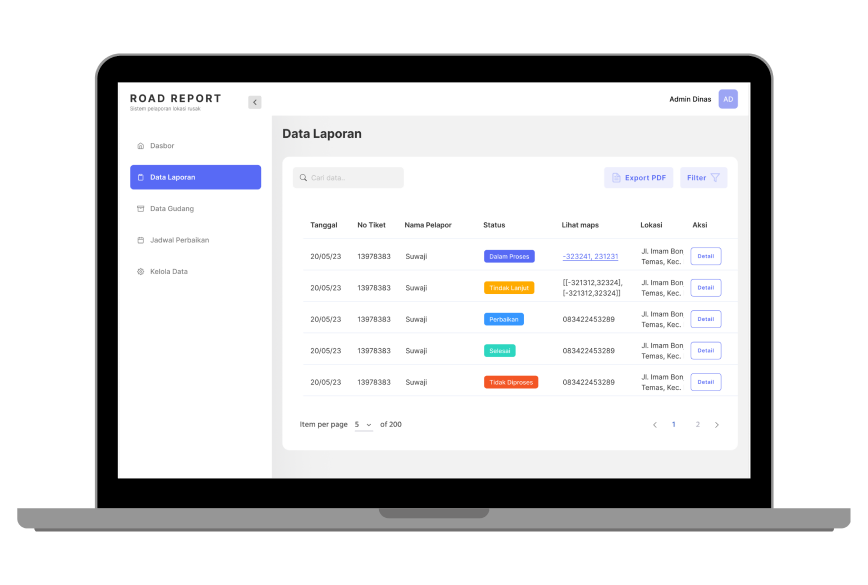 ROAD REPORT
Sistem pelaporan lokasi rusak
Admin Dinas
AD
Dasbor
Data Laporan
Data Gudang
Jadwal Perbaikan
Kelola Data
Data Laporan
Cari data..
Export PDF
Filter
Tanggal No Tiket Nama Pelapor Status Lihat maps Lokasi Aksi
20/05/23 13978383 Suwaji Dalam Proses -323241, 231231 Jl. Imam Bon
Temas, Kec. Detail
20/05/23 13978383 Suwaji Tindak Lanjut [[-321312,32324], Jl. Imam Bon
[-321312,32324]] Temas, Kec. Detail
20/05/23 13978383 Suwaji Perbaikan 083422453289 Jl. Imam Bon
Temas, Kec. Detail
20/05/23 13978383 Suwaji Selesai 083422453289 Jl. Imam Bon
Temas, Kec. Detail
20/05/23 13978383 Suwaji Tidak Diproses 083422453289 Jl. Imam Bon
Temas, Kec. Detail
Item per page 5 of 200
1 2